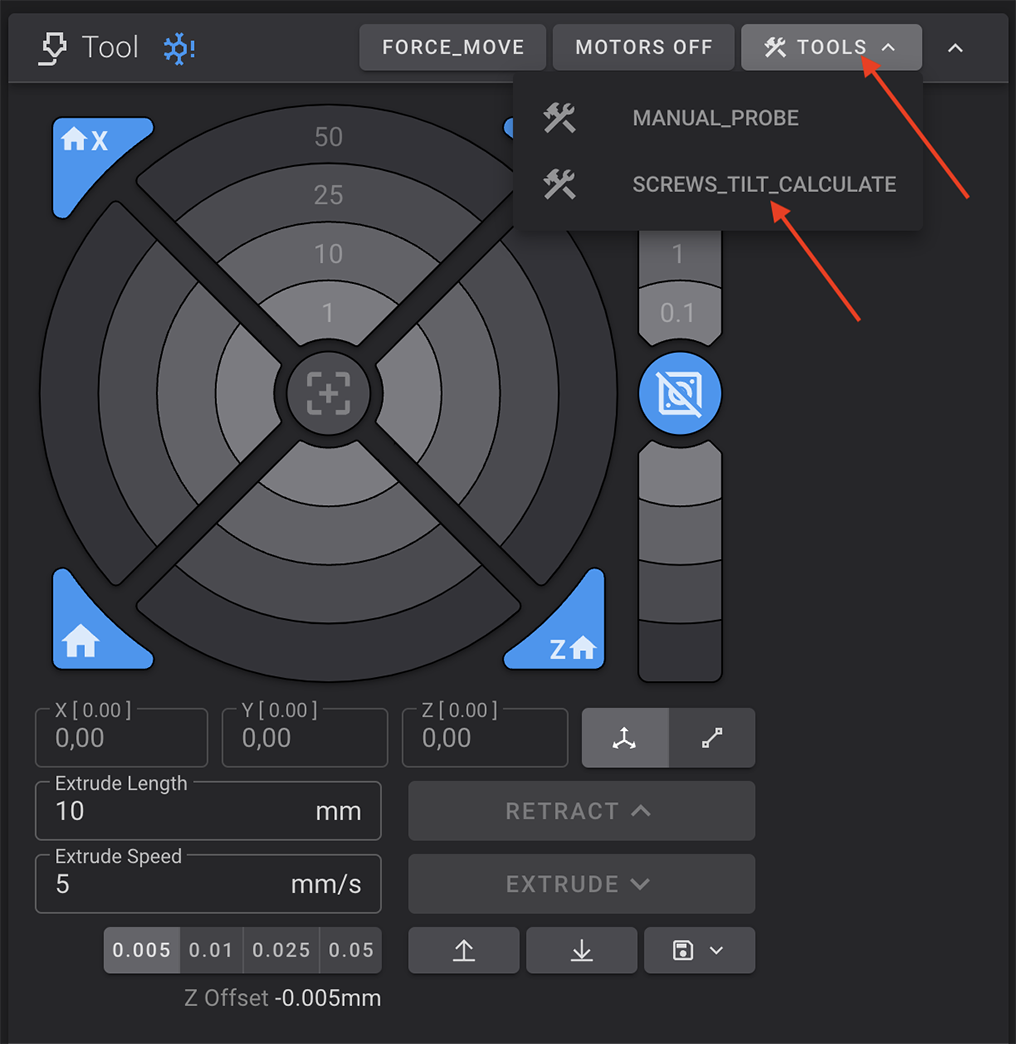 Tool
FORCE_MOVE
MOTORS OFF
TOOLS
MANUAL_PROBE
SCREWS_TILT_CALCULATE
X
50
25
10
1
1
0.1
Z
X [ 0.00 ]
0,00
Y [ 0.00 ]
0,00
Z [ 0.00 ]
0,00
Extrude Length
10 mm
RETRACT
Extrude Speed
5 mm/s
EXTRUDE
0.005 0.01 0.025 0.05
Z Offset -0.005mm